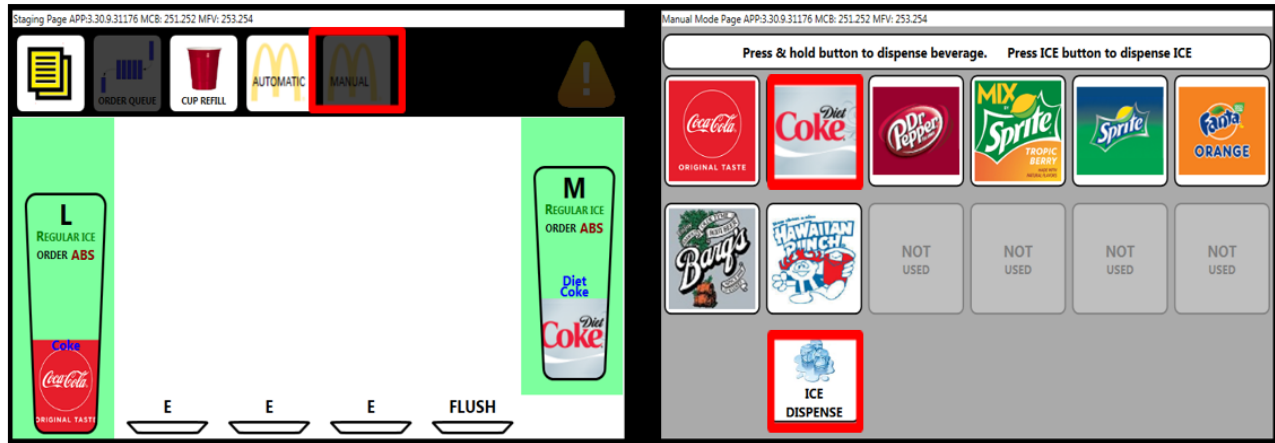 Staging Page APP:3.30.9.31176 MCB: 251.252 MFV: 253.254
ORDER QUEUE
CUP REFILL
AUTOMATIC
MANUAL
L
REGULAR ICE
ORDER ABS
Coke
Coca-Cola
ORIGINAL TASTE
E
E
E
FLUSH
M
REGULAR ICE
ORDER ABS
Diet
Coke
Diet
Coke
Manual Mode Page APP:3.30.9.31176 MCB: 251.252 MFV: 253.254
Press & hold button to dispense beverage. Press ICE button to dispense ICE
Coca-Cola
ORIGINAL TASTE
Diet
Coke
Dr
Pepper
MIX
BY
Sprite
TROPIC
BERRY
Sprite
Fanta
ORANGE
Barq's
HAWAIIAN
PUNCH
NOT
USED
NOT
USED
NOT
USED
NOT
USED
ICE
DISPENSE